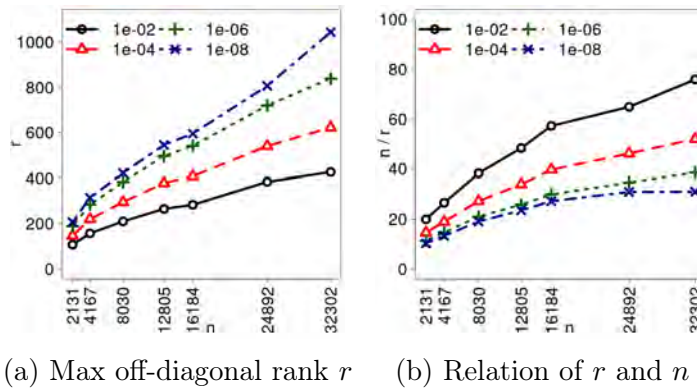 1e-02 1e-06
1e-04 1e-08
r
0 200 400 600 800 1000
2131 4167 8030 12805 16184 24892 32302
n
(a) Max off-diagonal rank r
1e-02 1e-06
1e-04 1e-08
n / r
0 20 40 60 80 100
2131 4167 8030 12805 16184 24892 32302
n
(b) Relation of r and n